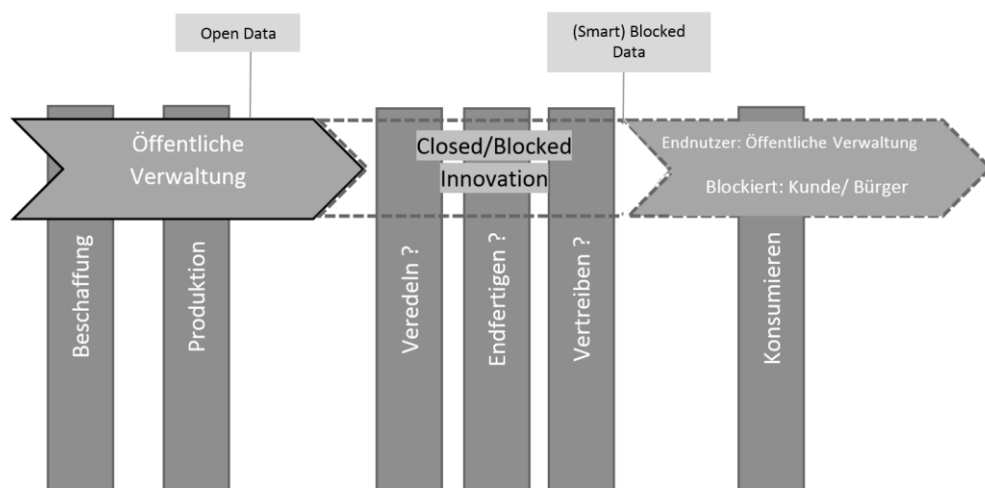 Open Data
(Smart) Blocked
Data
Öffentliche
Verwaltung
Closed/Blocked
Innovation
Endnutzer: Öffentliche Verwaltung
Blockiert: Kunde/ Bürger
Beschaffung
Produktion
Veredeln ?
Endfertigen ?
Vertreiben ?
Konsumieren